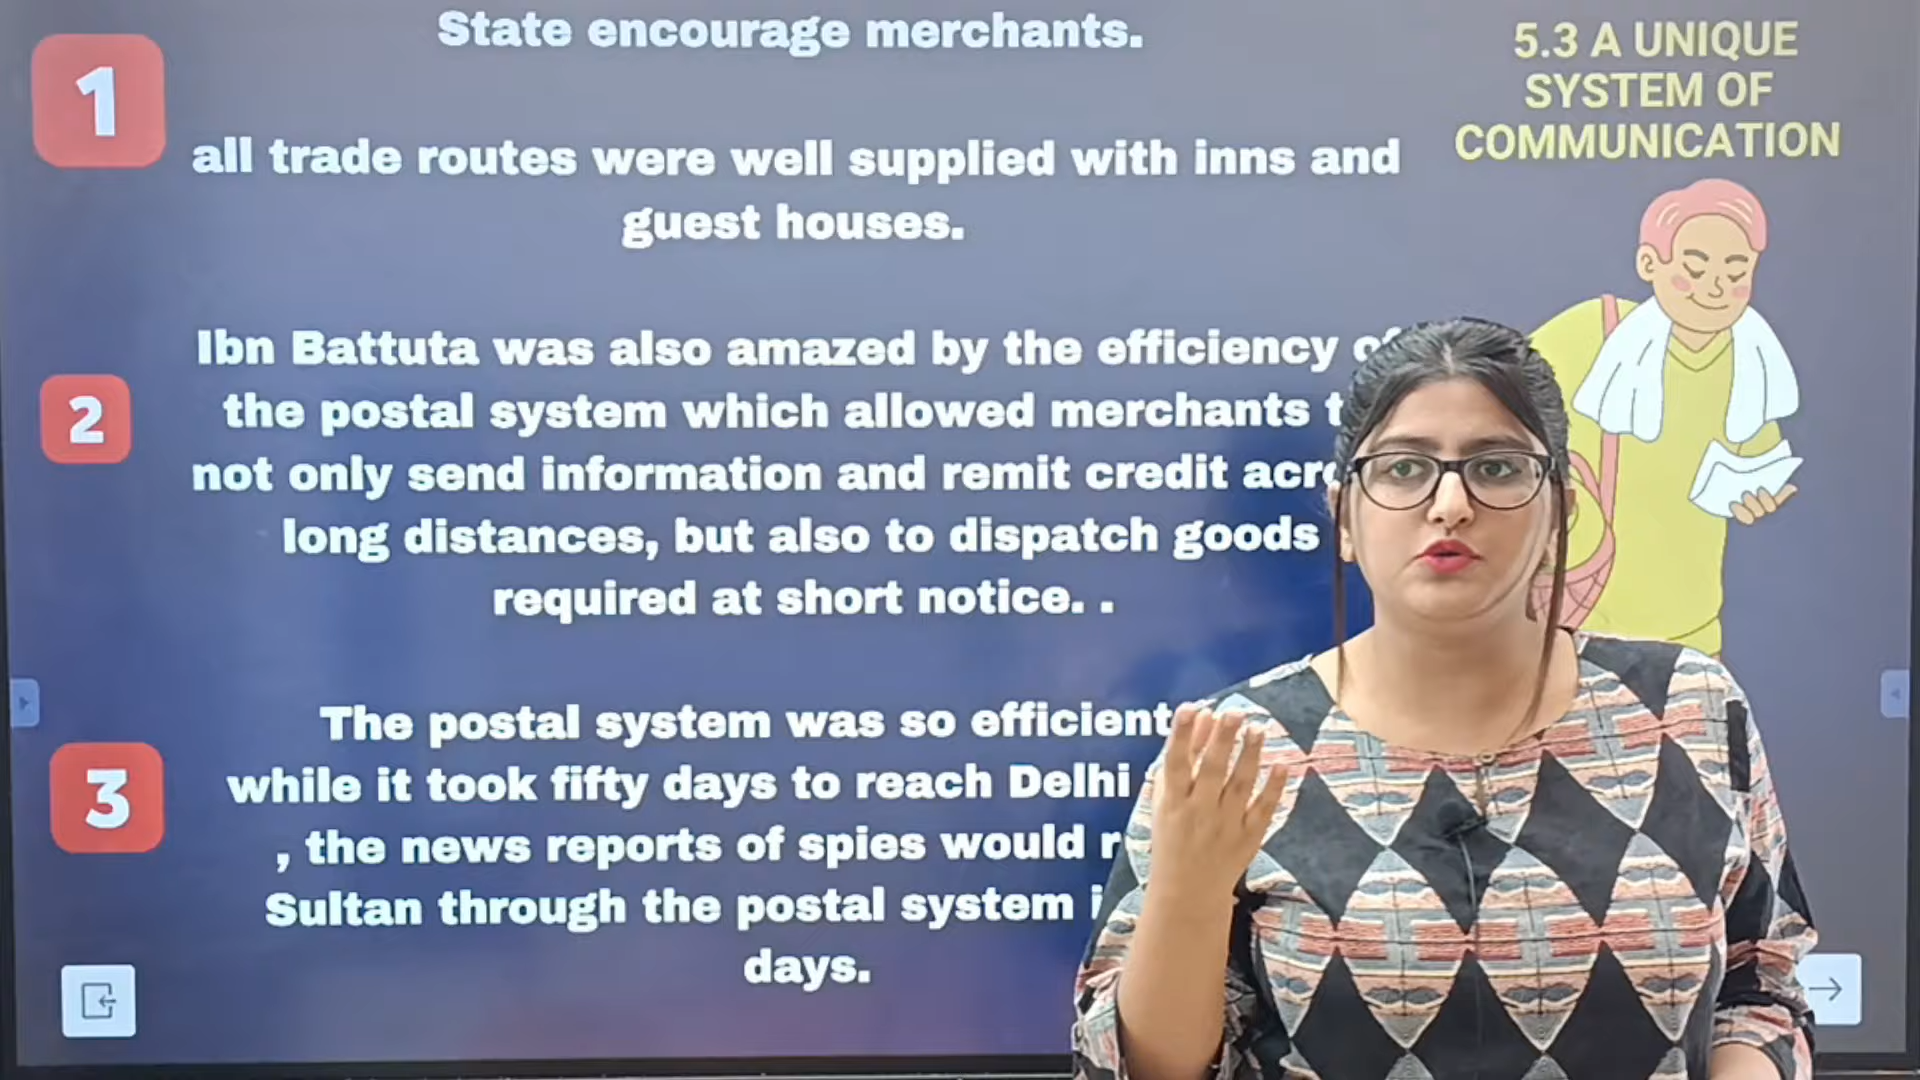 State encourage merchants.
5.3 A UNIQUE
SYSTEM OF
COMMUNICATION
1
all trade routes were well supplied with inns and
guest houses.
2
Ibn Battuta was also amazed by the efficiency
the postal system which allowed merchants
not only send information and remit credit
long distances, but also to dispatch goods
required at short notice. .
3
The postal system was so efficient
while it took fifty days to reach Delhi
, the news reports of spies would
Sultan through the postal system
days.